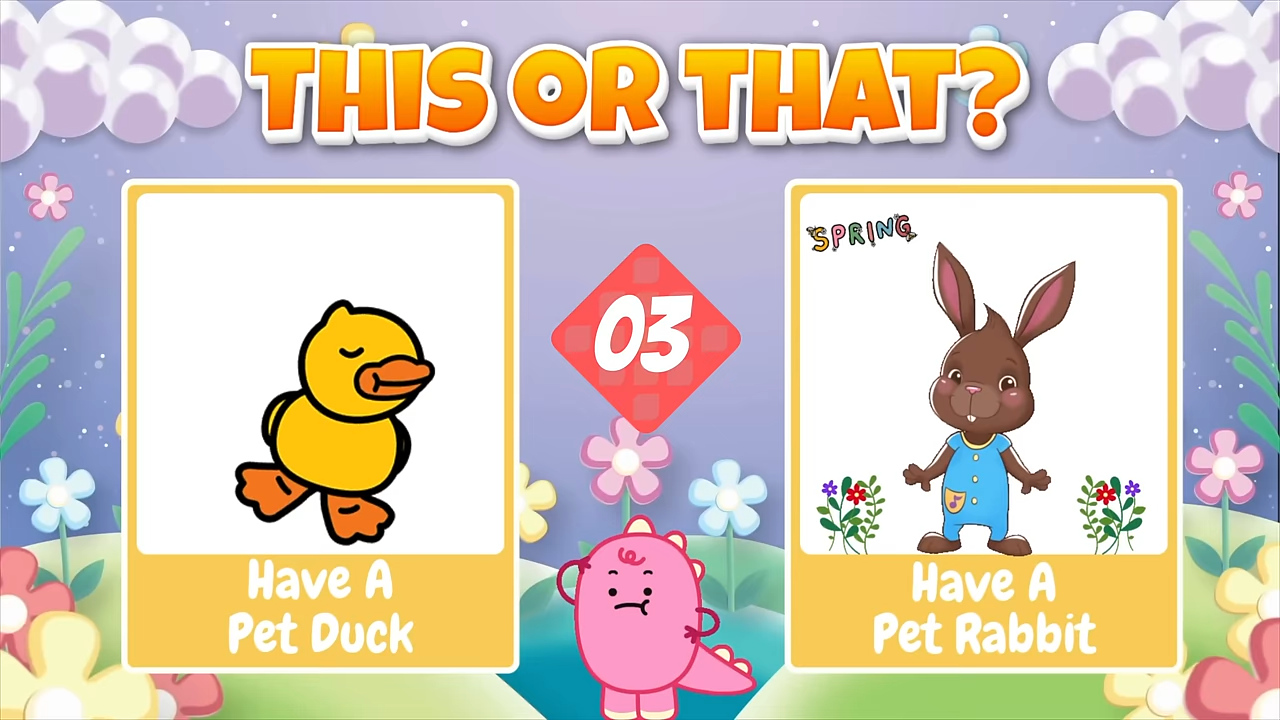 THIS OR THAT?
SPRING
03
Have A
Pet Duck
Have A
Pet Rabbit